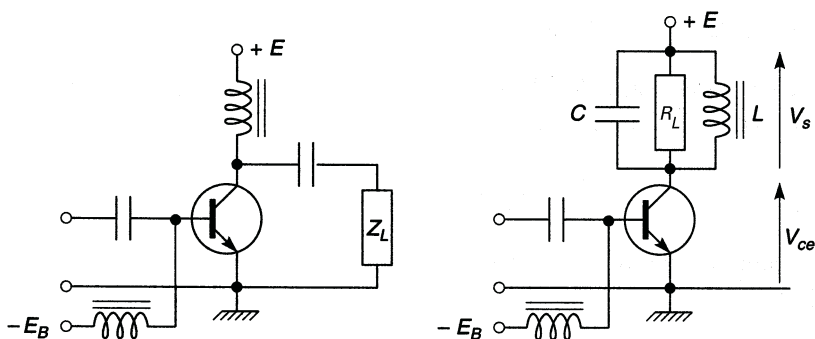 + E
Z_L
− E_B
+ E
C
R_L
L
V_s
V_ce
− E_B